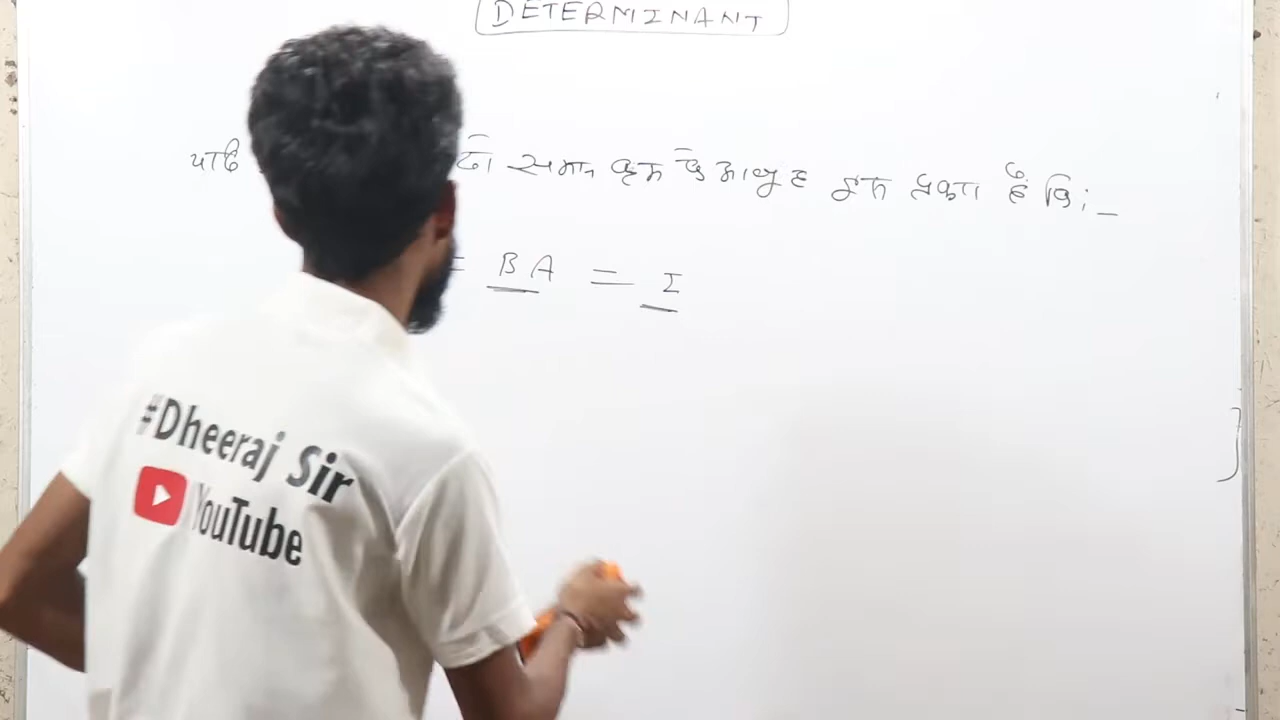 DETERMINANT
यदि दो समान क्रम के आव्यूह इस प्रकार हैं कि :-
= BA = I
#Dheeraj Sir
YouTube